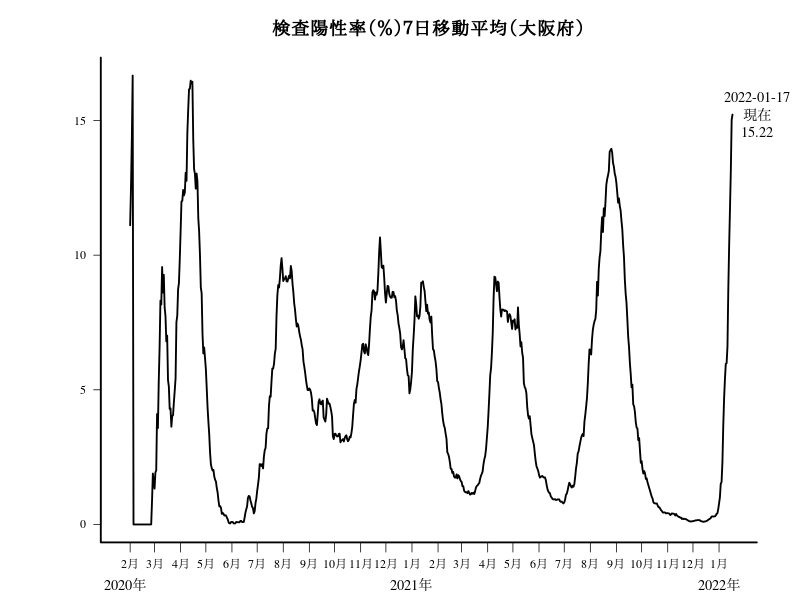 検査陽性率(%)7日移動平均(大阪府)
2022-01-17
現在
15.22
15
10
5
0
2月 3月 4月 5月 6月 7月 8月 9月 10月 11月 12月 1月 2月 3月 4月 5月 6月 7月 8月 9月 10月 11月 12月 1月
2020年 2021年 2022年